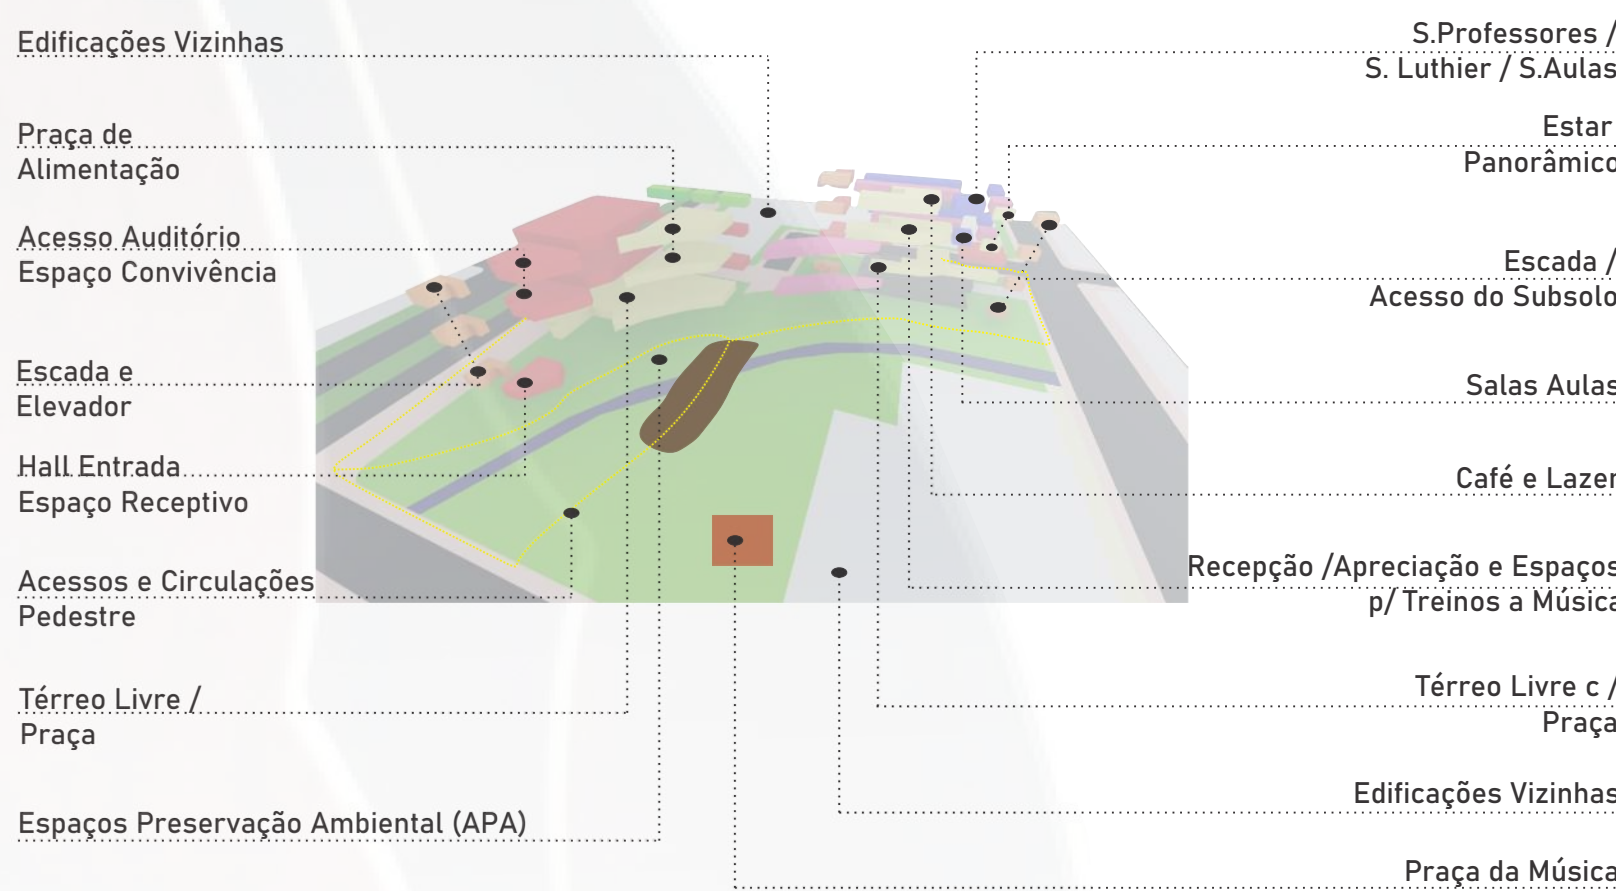 Edificações Vizinhas
Praça de
Alimentação
Acesso Auditório
Espaço Convivência
Escada e
Elevador
Hall Entrada
Espaço Receptivo
Acessos e Circulações
Pedestre
Térreo Livre /
Praça
Espaços Preservação Ambiental (APA)
S.Professores /
S. Luthier / S.Aulas
Estar
Panorâmico
Escada /
Acesso do Subsolo
Salas Aulas
Café e Lazer
Recepção /Apreciação e Espaços
p/ Treinos a Música
Térreo Livre c /
Praça
Edificações Vizinhas
Praça da Música